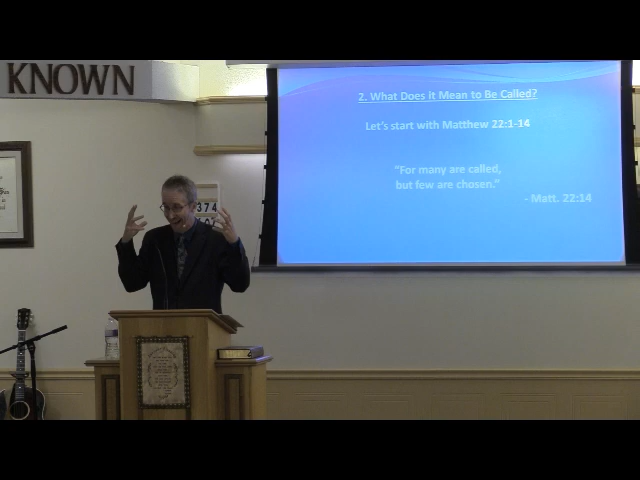 KNOWN
2. What Does it Mean to Be Called?
Let's start with Matthew 22:1-14
"For many are called,
but few are chosen."
- Matt. 22:14
374